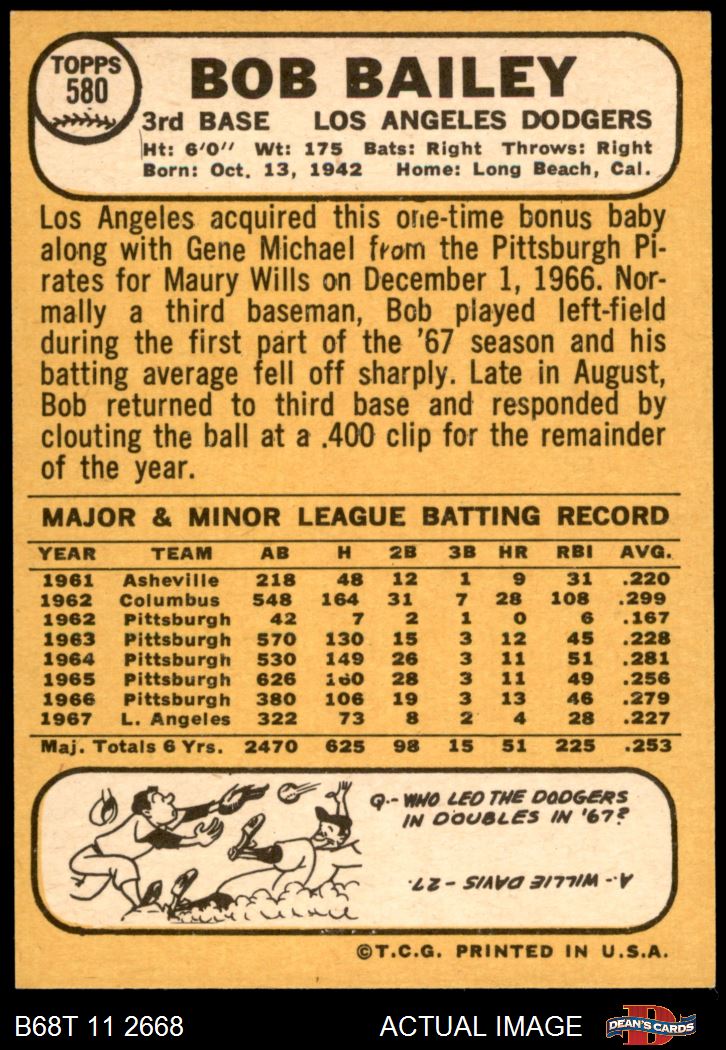 TOPPS
580
BOB BAILEY
3rd BASE LOS ANGELES DODGERS
Ht: 6'0" Wt: 175 Bats: Right Throws: Right
Born: Oct. 13, 1942 Home: Long Beach, Cal.
Los Angeles acquired this one-time bonus baby
along with Gene Michael from the Pittsburgh Pi-
rates for Maury Wills on December 1, 1966. Nor-
mally a third baseman, Bob played left-field
during the first part of the '67 season and his
batting average fell off sharply. Late in August,
Bob returned to third base and responded by
clouting the ball at a .400 clip for the remainder
of the year.
MAJOR & MINOR LEAGUE BATTING RECORD
YEAR TEAM AB H 2B 3B HR RBI AVG.
1961 Asheville 218 48 12 1 9 31 .220
1962 Columbus 548 164 31 7 28 108 .299
1962 Pittsburgh 42 7 2 1 0 6 .167
1963 Pittsburgh 570 130 15 3 12 45 .228
1964 Pittsburgh 530 149 26 3 11 51 .281
1965 Pittsburgh 626 160 28 3 11 49 .256
1966 Pittsburgh 380 106 19 3 13 46 .279
1967 L. Angeles 322 73 8 2 4 28 .227
Maj. Totals 6 Yrs. 2470 625 98 15 51 225 .253
Q.- WHO LED THE DODGERS
IN DOUBLES IN '67?
A.- WILLIE DAVIS - 27.
©T.C.G. PRINTED IN U.S.A.
B68T 11 2668 ACTUAL IMAGE
D
DEAN'S CARDS